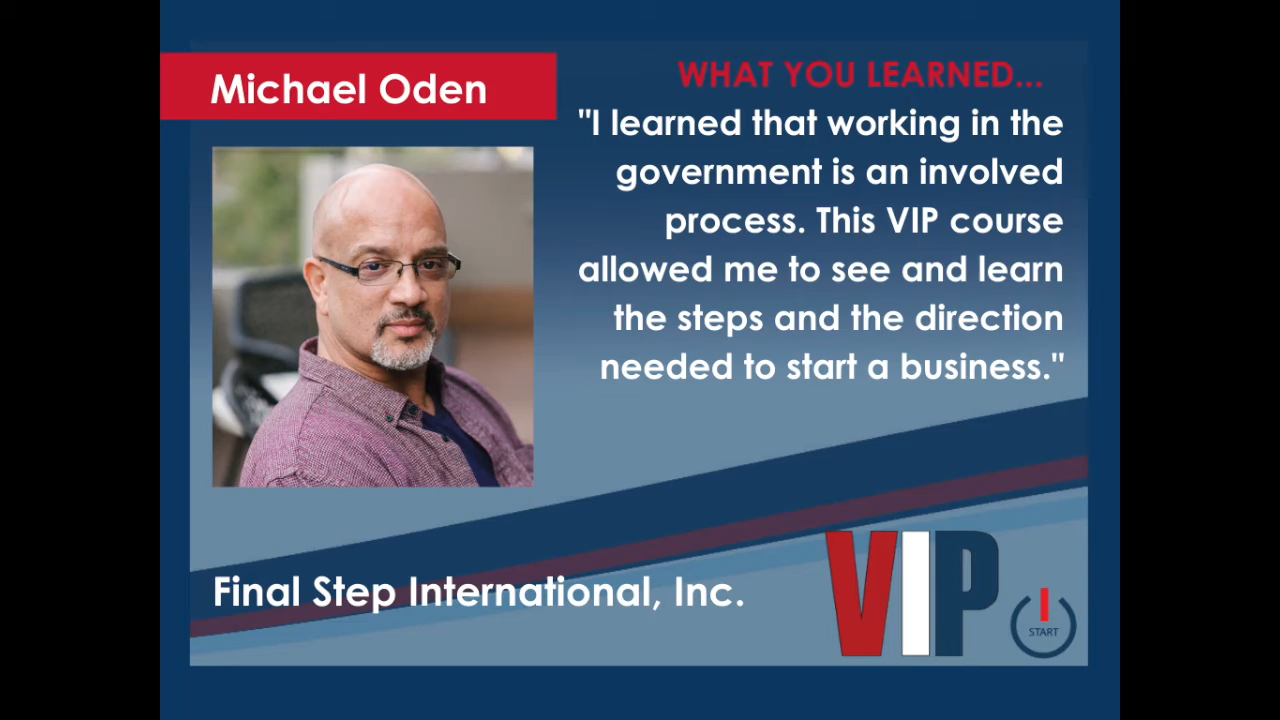 Michael Oden
WHAT YOU LEARNED...
"I learned that working in the
government is an involved
process. This VIP course
allowed me to see and learn
the steps and the direction
needed to start a business."
Final Step International, Inc.
VIP
START